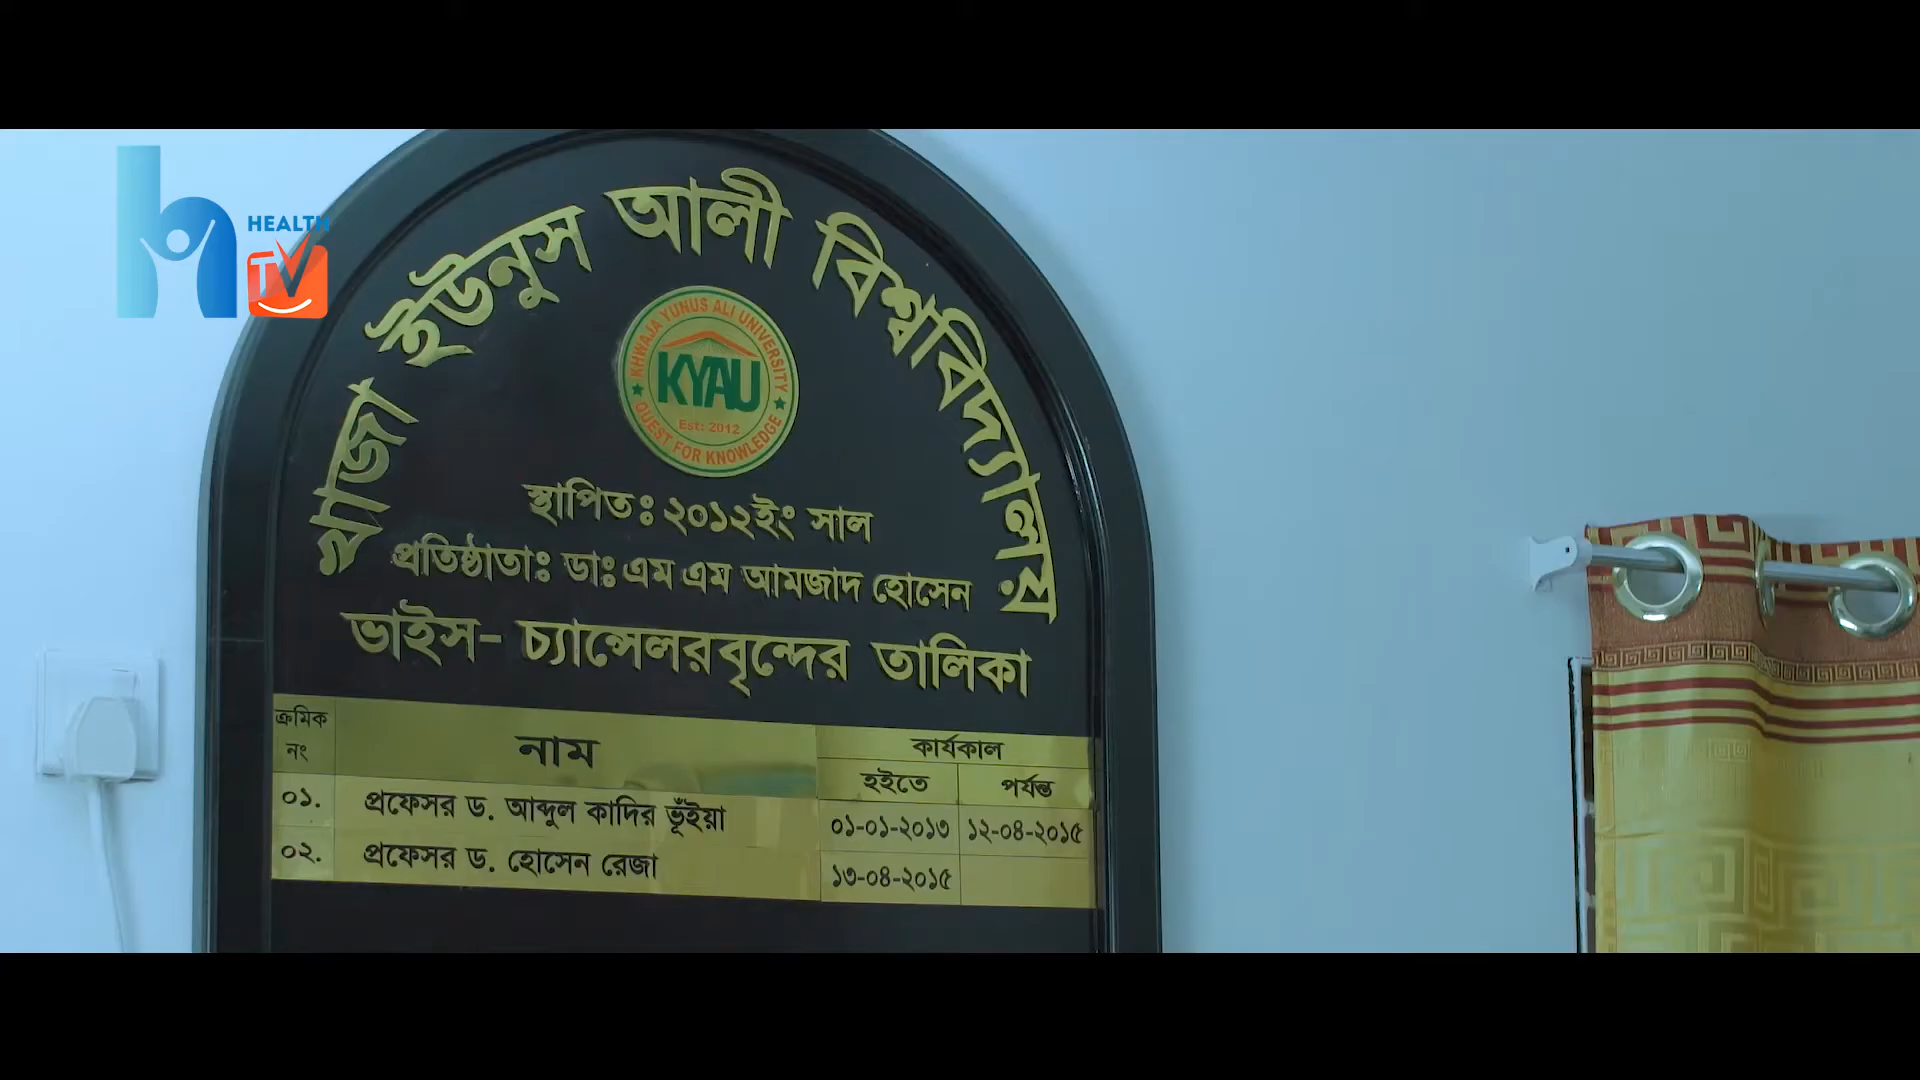 HEALTH
TV
খাজা ইউনুস আলী বিশ্ববিদ্যালয়
KHWAJA YUNUS ALI UNIVERSITY
KYAU
Est: 2012
QUEST FOR KNOWLEDGE
স্থাপিতঃ ২০১২ইং সাল
প্রতিষ্ঠাতাঃ ডাঃ এম এম আমজাদ হোসেন
ভাইস- চ্যান্সেলরবৃন্দের তালিকা
ক্রমিক নং নাম কার্যকাল
হইতে পর্যন্ত
০১. প্রফেসর ড. আব্দুল কাদির ভূঁইয়া ০১-০১-২০১৩ ১২-০৪-২০১৫
০২. প্রফেসর ড. হোসেন রেজা ১৩-০৪-২০১৫